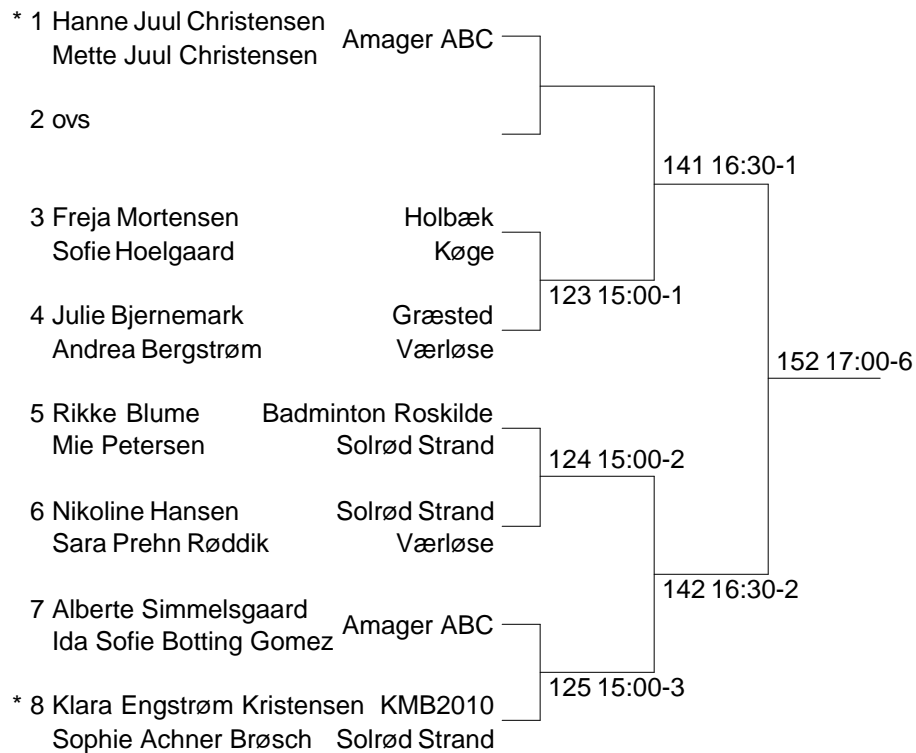 * 1 Hanne Juul Christensen
Amager ABC
Mette Juul Christensen
2 ovs
141 16:30-1
3 Freja Mortensen Holbæk
Sofie Hoelgaard Køge
123 15:00-1
4 Julie Bjernemark Græsted
Andrea Bergstrøm Værløse
152 17:00-6
5 Rikke Blume Badminton Roskilde
Mie Petersen Solrød Strand
124 15:00-2
6 Nikoline Hansen Solrød Strand
Sara Prehn Røddik Værløse
142 16:30-2
7 Alberte Simmelsgaard
Amager ABC
Ida Sofie Botting Gomez
125 15:00-3
* 8 Klara Engstrøm Kristensen KMB2010
Sophie Achner Brøsch Solrød Strand